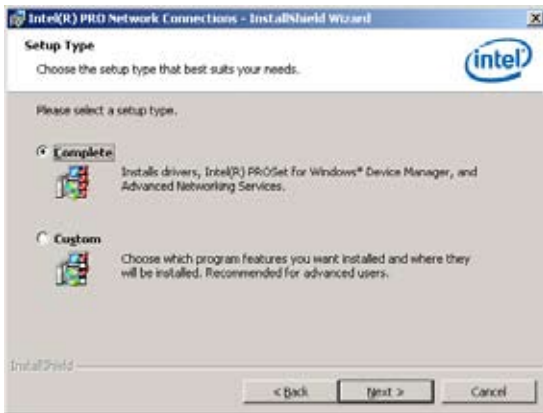 Intel(R) PRO Network Connections - InstallShield Wizard
Setup Type
Choose the setup type that best suits your needs.
intel
Please select a setup type.
Complete
Installs drivers, Intel(R) PROSet for Windows* Device Manager, and
Advanced Networking Services.
Custom
Choose which program features you want installed and where they
will be installed. Recommended for advanced users.
InstallShield
< Back
Next >
Cancel